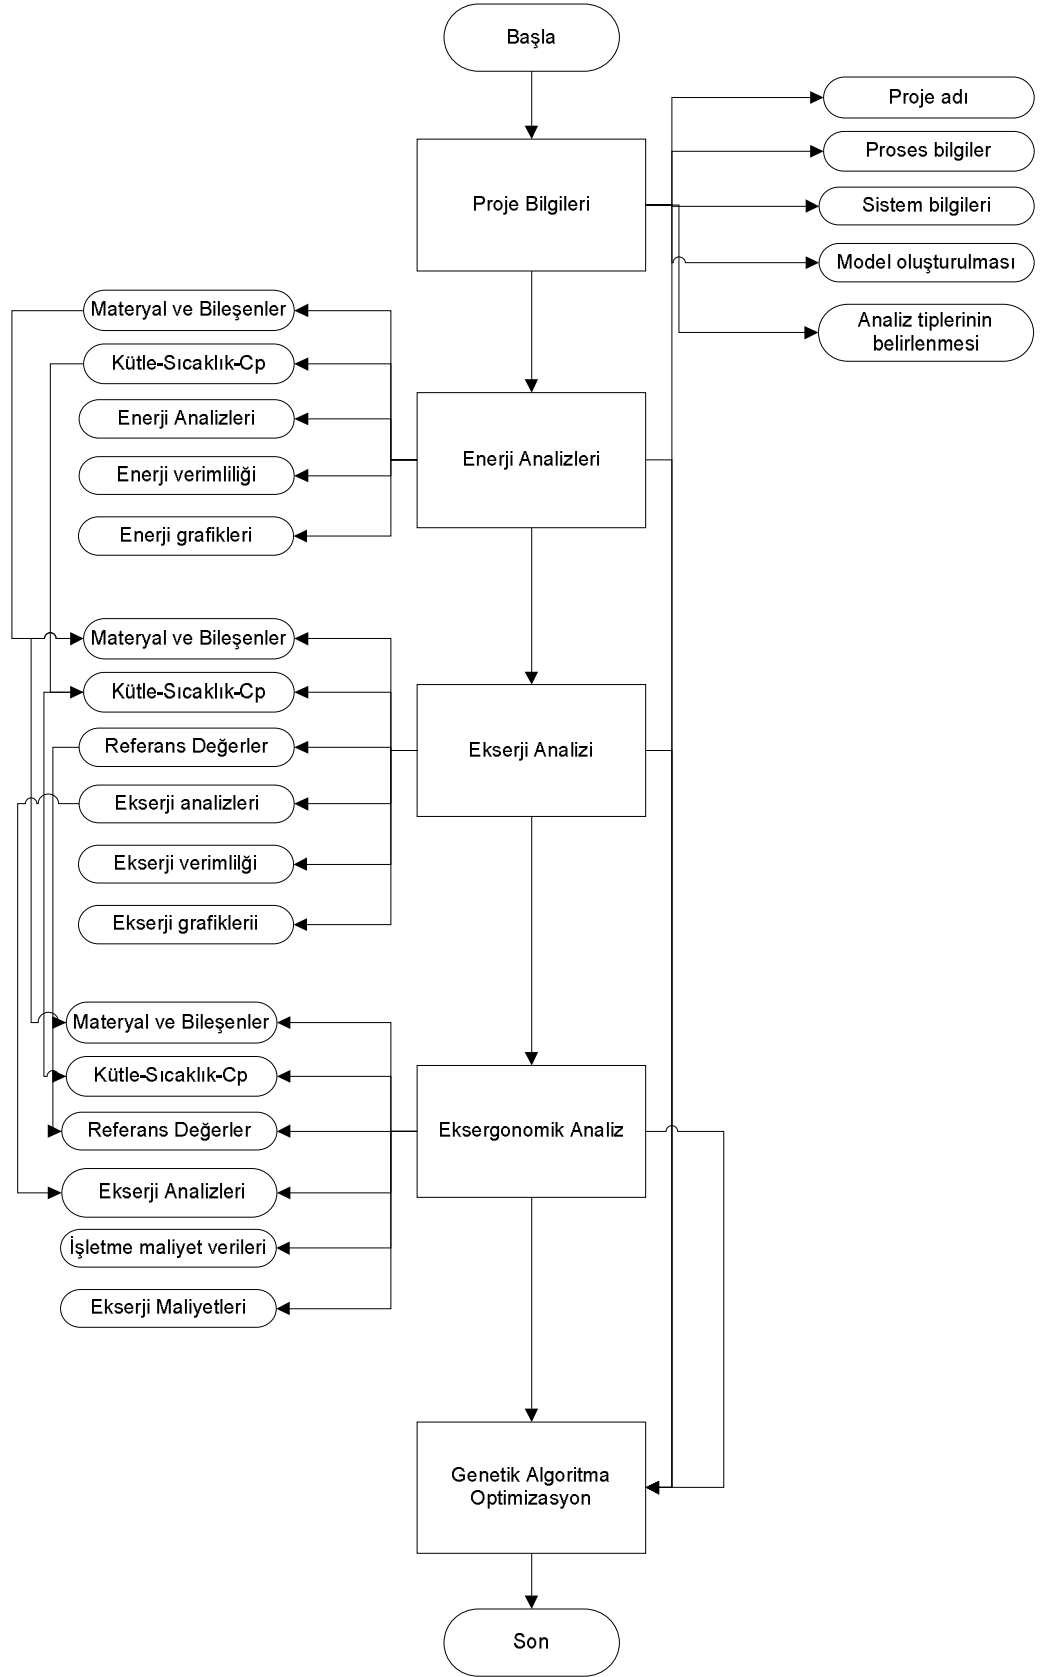 Başla
Proje Bilgileri
Proje adı
Proses bilgiler
Sistem bilgileri
Model oluşturulması
Analiz tiplerinin
belirlenmesi
Enerji Analizleri
Materyal ve Bileşenler
Kütle-Sıcaklık-Cp
Enerji Analizleri
Enerji verimliliği
Enerji grafikleri
Ekserji Analizi
Materyal ve Bileşenler
Kütle-Sıcaklık-Cp
Referans Değerler
Ekserji analizleri
Ekserji verimlilği
Ekserji grafiklerii
Eksergonomik Analiz
Materyal ve Bileşenler
Kütle-Sıcaklık-Cp
Referans Değerler
Ekserji Analizleri
İşletme maliyet verileri
Ekserji Maliyetleri
Genetik Algoritma
Optimizasyon
Son